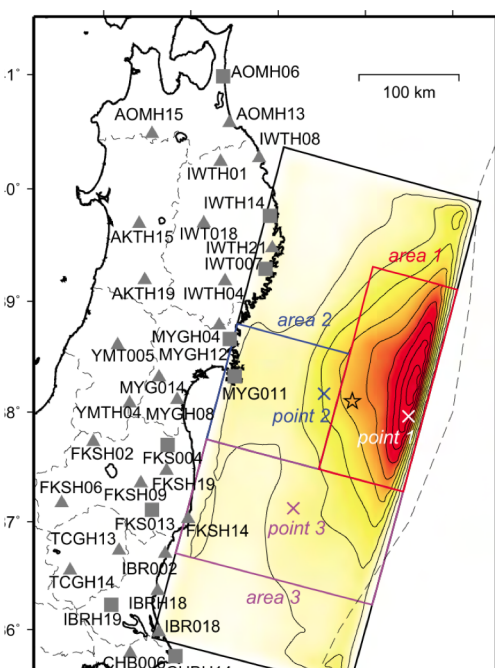 .1°
AOMH06
100 km
AOMH15
AOMH13
IWTH08
IWTH01
.0°
IWTH14
AKTH15
IWT018
IWTH21
area 1
IWT007
AKTH19
IWTH04
.9°
area 2
MYGH04
YMT005
MYGH12
MYG014
MYG011
point 2
YMTH04
MYGH08
.8°
point 1
FKSH02
FKS004
FKSH06
FKSH09
FKSH19
point 3
FKS013
FKSH14
.7°
TCGH13
IBR002
TCGH14
area 3
IBRH18
IBRH19
IBR018
.6°
CHB006